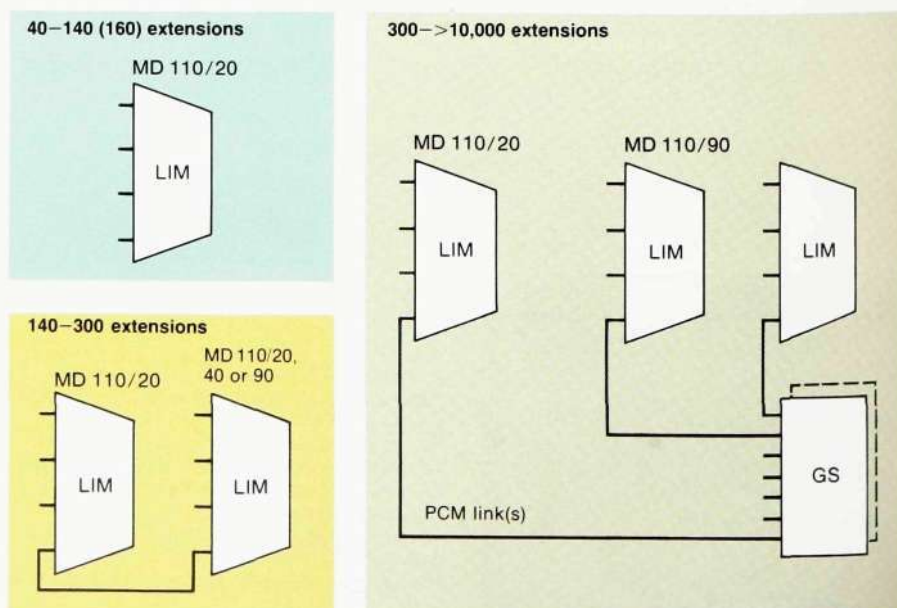 40–140 (160) extensions
MD 110/20
LIM
140–300 extensions
MD 110/20
MD 110/20,
40 or 90
LIM
LIM
300–>10,000 extensions
MD 110/20
MD 110/90
LIM
LIM
LIM
GS
PCM link(s)